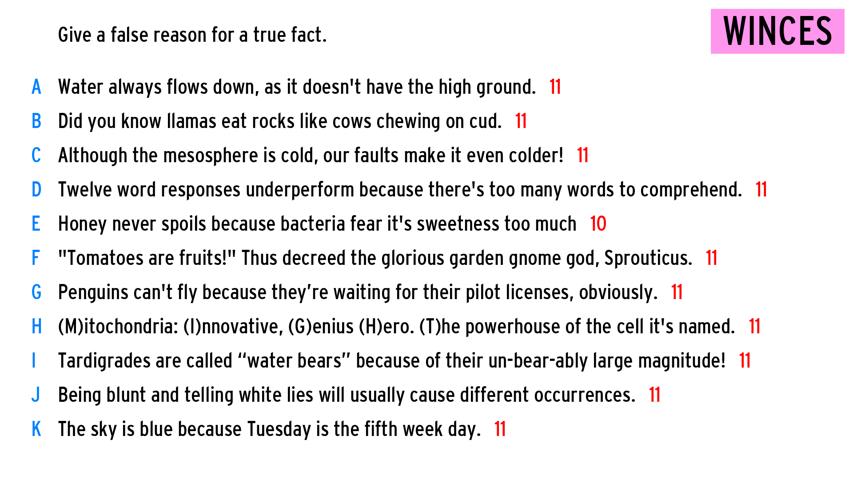 Give a false reason for a true fact.
WINCES
A Water always flows down, as it doesn't have the high ground. 11
B Did you know llamas eat rocks like cows chewing on cud. 11
C Although the mesosphere is cold, our faults make it even colder! 11
D Twelve word responses underperform because there's too many words to comprehend. 11
E Honey never spoils because bacteria fear it's sweetness too much 10
F "Tomatoes are fruits!" Thus decreed the glorious garden gnome god, Sprouticus. 11
G Penguins can't fly because they’re waiting for their pilot licenses, obviously. 11
H (M)itochondria: (I)nnovative, (G)enius (H)ero. (T)he powerhouse of the cell it's named. 11
I Tardigrades are called “water bears” because of their un-bear-ably large magnitude! 11
J Being blunt and telling white lies will usually cause different occurrences. 11
K The sky is blue because Tuesday is the fifth week day. 11